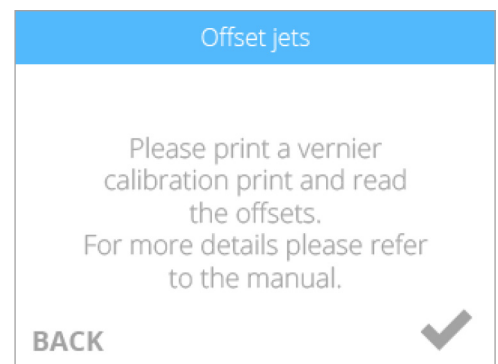 Offset jets
Please print a vernier
calibration print and read
the offsets.
For more details please refer
to the manual.
BACK